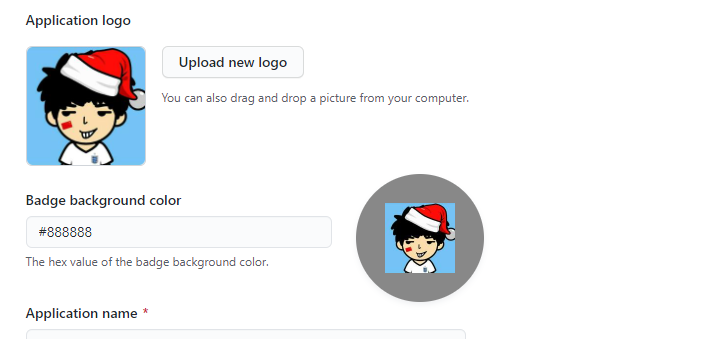 Application logo
Upload new logo
You can also drag and drop a picture from your computer.
Badge background color
#888888
The hex value of the badge background color.
Application name *